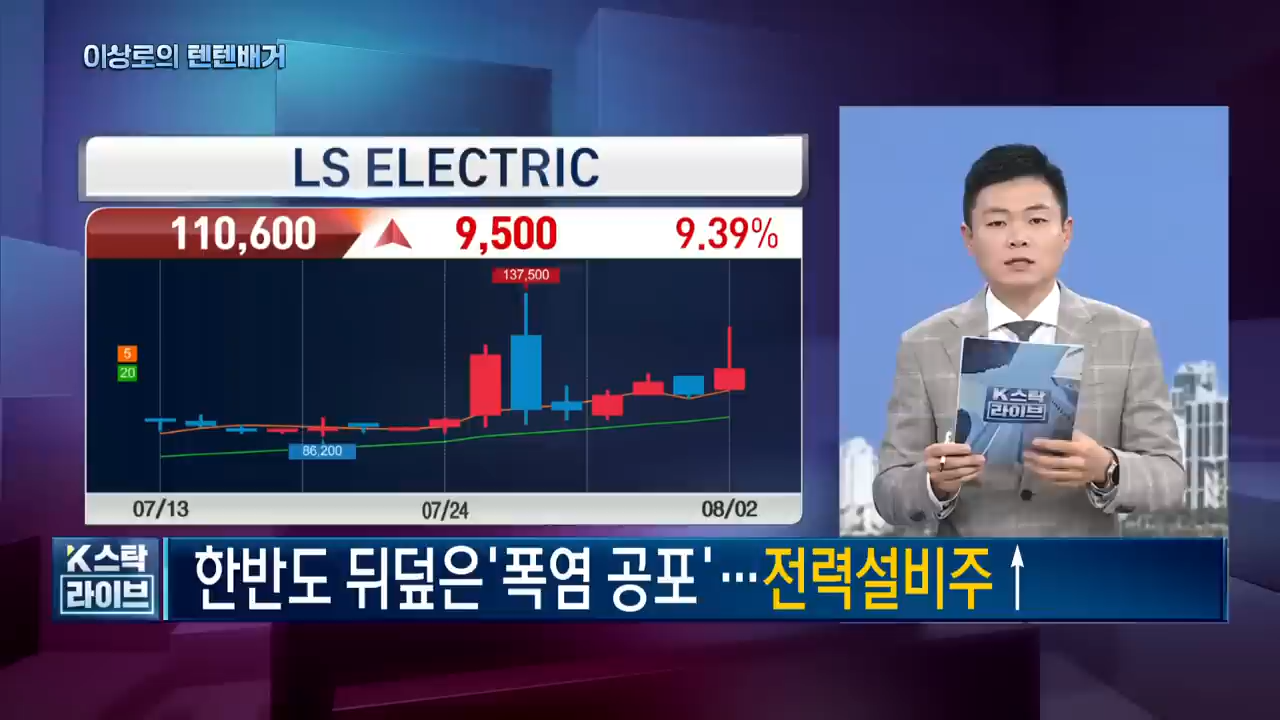 이상로의 텐텐배거
LS ELECTRIC
110,600 ▲ 9,500 9.39%
137,500
5
20
86,200
07/13 07/24 08/02
K스탁
라이브
K스탁
라이브
한반도 뒤덮은'폭염 공포'…전력설비주↑